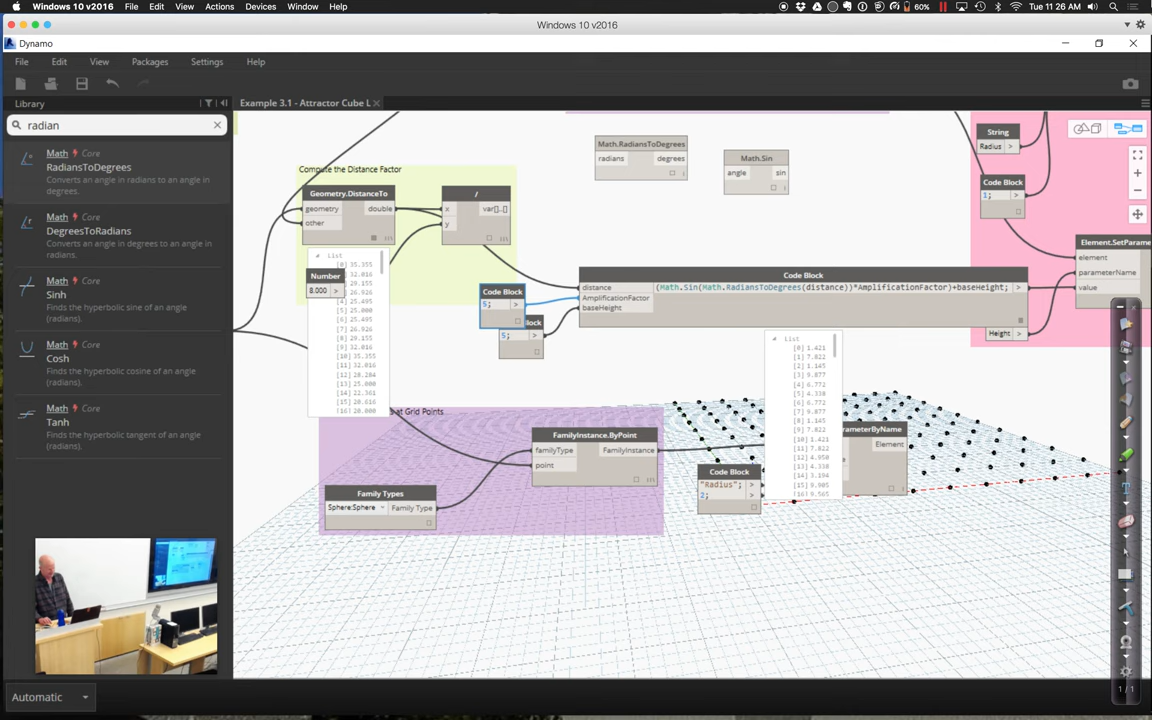 Windows 10 v2016 File Edit View Actions Devices Window Help 60% Tue 11:26 AM
Windows 10 v2016
Dynamo
File Edit View Packages Settings Help
Library
Example 3.1 - Attractor Cube L
radian
Math Core
RadiansToDegrees
Converts an angle in radians to an angle in
degrees.
Math Core
DegreesToRadians
Converts an angle in degrees to an angle in
radians.
Math Core
Sinh
Finds the hyperbolic sine of an angle
(radians).
Math Core
Cosh
Finds the hyperbolic cosine of an angle
(radians).
Math Core
Tanh
Finds the hyperbolic tangent of an angle
(radians).
Automatic
Compute the Distance Factor
Geometry.DistanceTo
geometry double
other
/
x var[]..[]
y
Math.RadiansToDegrees
radians degrees
Math.Sin
angle sin
String
Radius
Code Block
1;
List
[0] 35.355
[1] 32.016
[2] 29.155
[3] 26.926
[4] 25.495
[5] 25.000
[6] 25.495
[7] 26.926
[8] 29.155
[9] 32.016
[10] 35.355
[11] 32.016
[12] 28.284
[13] 25.000
[14] 22.361
[15] 20.616
[16] 20.000
Number
8.000
Code Block
5;
lock
5;
Code Block
distance
AmplificationFactor
baseHeight
(Math.Sin(Math.RadiansToDegrees(distance))*AmplificationFactor)+baseHeight;
Element.SetParame
element
parameterName
value
Height
List
[0] 1.421
[1] 7.822
[2] 1.145
[3] 9.877
[4] 6.772
[5] 4.338
[6] 6.772
[7] 9.877
[8] 1.145
[9] 7.822
[10] 1.421
[11] 7.822
[12] 4.950
[13] 4.338
[14] 3.194
[15] 9.905
[16] 9.565
s at Grid Points
FamilyInstance.ByPoint
familyType FamilyInstance
point
Family Types
Sphere:Sphere Family Type
Code Block
"Radius";
2;
arameterByName
Element
1 / 1